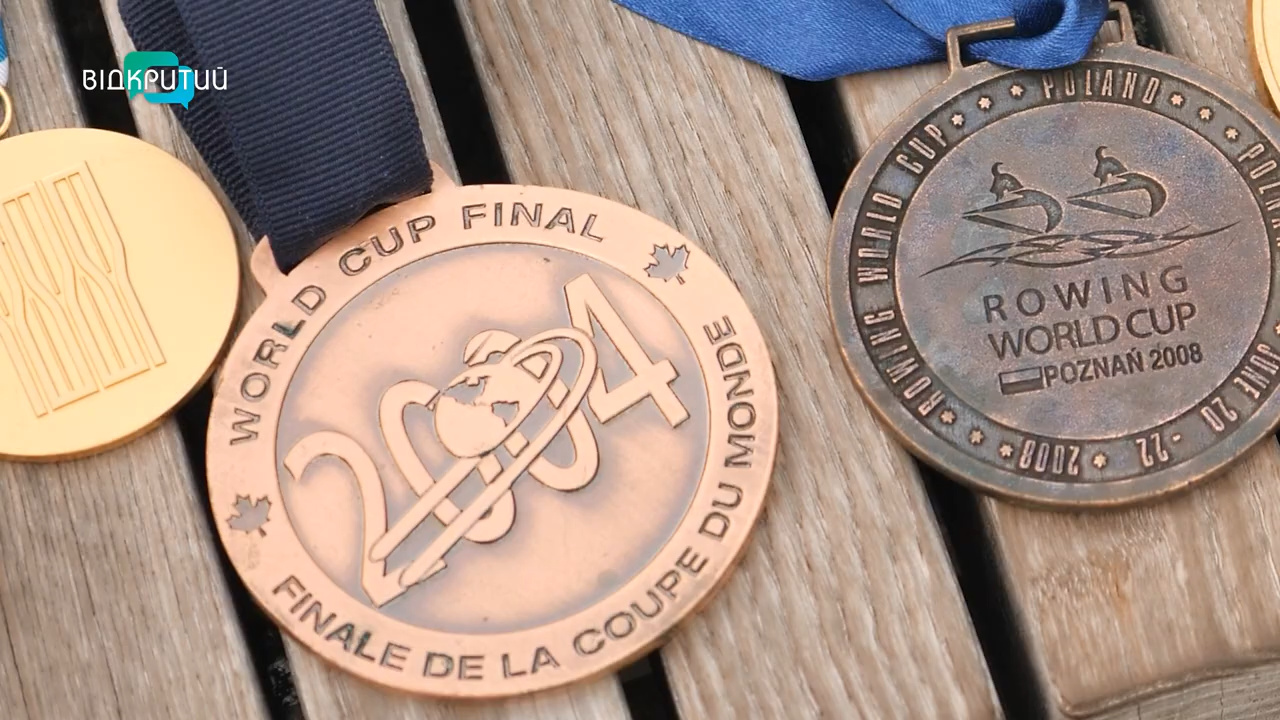 ВІДКРИТИЙ
WORLD CUP FINAL
2004
FINALE DE LA COUPE DU MONDE
ROWING WORLD CUP
POLAND
JUNE 20 - 22
2008
ROWING
WORLD CUP
POZNAŃ 2008